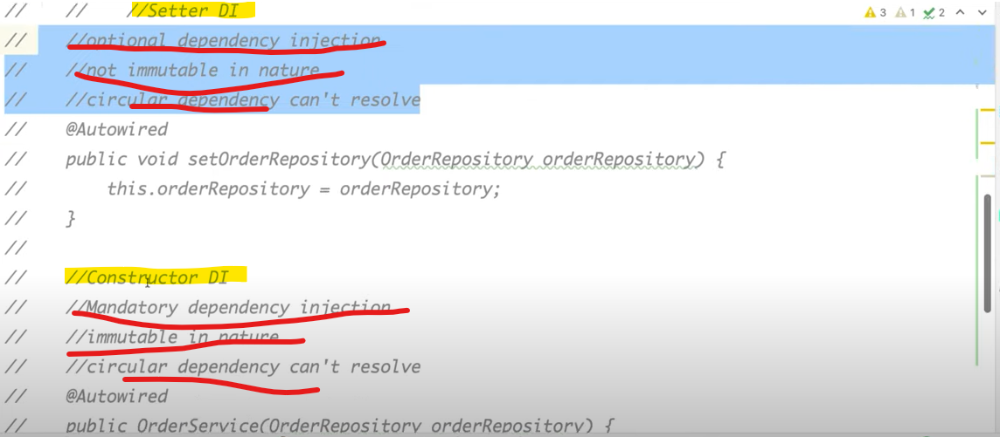 3 1 2
// // //Setter DI
// //optional dependency injection
// //not immutable in nature
// //circular dependency can't resolve
// @Autowired
// public void setOrderRepository(OrderRepository orderRepository) {
// this.orderRepository = orderRepository;
// }
//
// //Constructor DI
// //Mandatory dependency injection
// //immutable in nature
// //circular dependency can't resolve
// @Autowired
// public OrderService(OrderRepository orderRepository) {